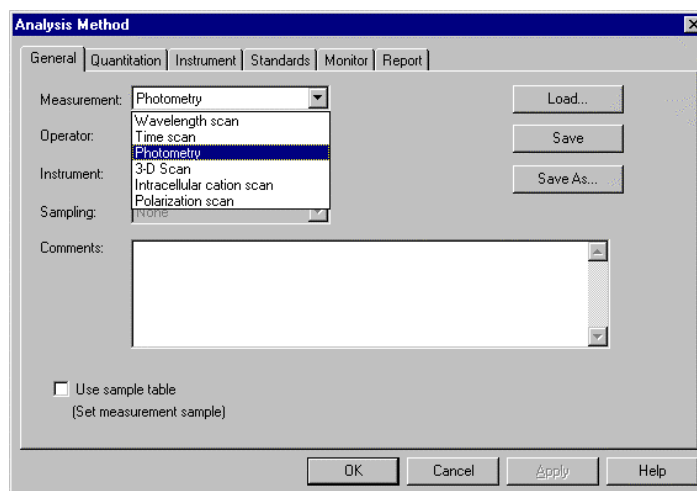 Analysis Method
General Quantitation Instrument Standards Monitor Report
Measurement: Photometry Load...
Wavelength scan
Operator: Time scan Save
Photometry
Instrument: 3-D Scan Save As...
Intracellular cation scan
Polarization scan
Sampling: None
Comments:
Use sample table
(Set measurement sample)
OK Cancel Apply Help